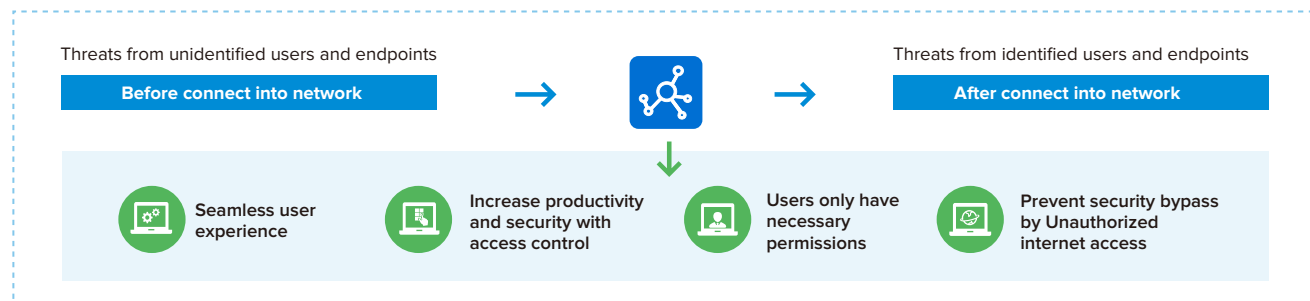 Threats from unidentified users and endpoints
Before connect into network
Threats from identified users and endpoints
After connect into network
Seamless user
experience
Increase productivity
and security with
access control
Users only have
necessary
permissions
Prevent security bypass
by Unauthorized
internet access